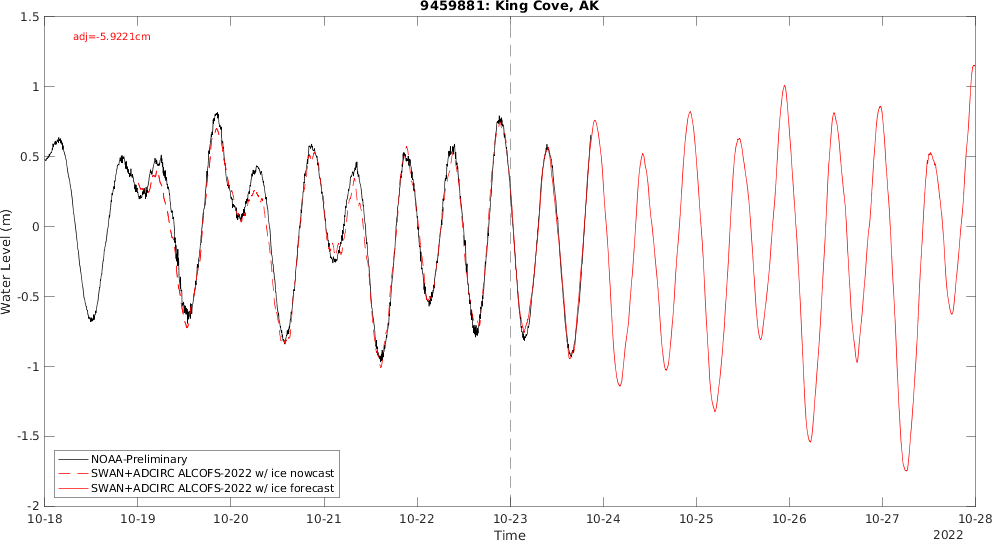 9459881: King Cove, AK
adj=-5.9221cm
Water Level (m)
1.5
1
0.5
0
-0.5
-1
-1.5
-2
NOAA-Preliminary
SWAN+ADCIRC ALCOFS-2022 w/ ice nowcast
SWAN+ADCIRC ALCOFS-2022 w/ ice forecast
10-18 10-19 10-20 10-21 10-22 10-23 10-24 10-25 10-26 10-27 10-28
Time
2022